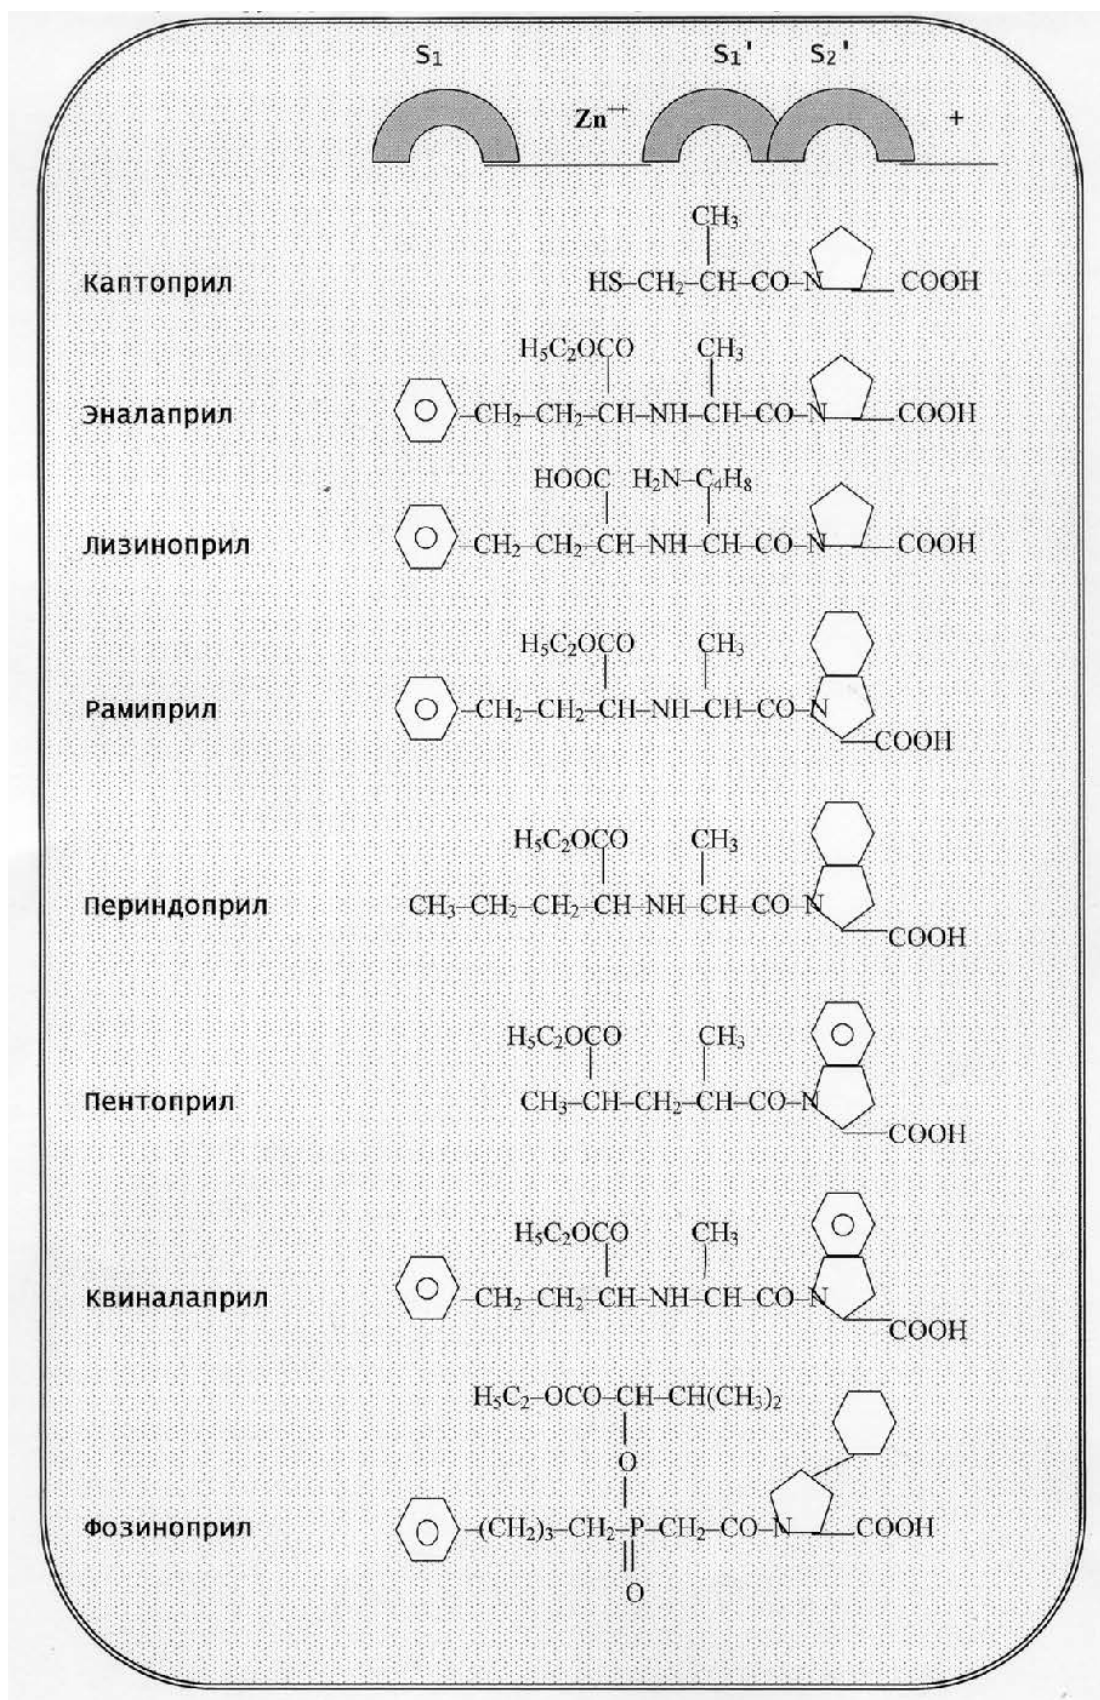 S₁ S₁' S₂'
Zn⁺⁺ +
CH₃
Каптоприл HS–CH₂–CH–CO–N COOH
H₅C₂OCO CH₃
Эналаприл CH₂–CH₂–CH–NH–CH–CO–N COOH
HOOC H₂N–C₄H₈
Лизиноприл CH₂–CH₂–CH–NH–CH–CO–N COOH
H₅C₂OCO CH₃
Рамиприл CH₂–CH₂–CH–NH–CH–CO–N
COOH
H₅C₂OCO CH₃
Периндоприл CH₃–CH₂–CH₂–CH–NH–CH–CO–N
COOH
H₅C₂OCO CH₃
Пентоприл CH₃–CH–CH₂–CH–CO–N
COOH
H₅C₂OCO CH₃
Квиналаприл CH₂–CH₂–CH–NH–CH–CO–N
COOH
H₅C₂–OCO–CH–CH(CH₃)₂
O
Фозиноприл –(CH₂)₃–CH₂–P–CH₂–CO–N COOH
O